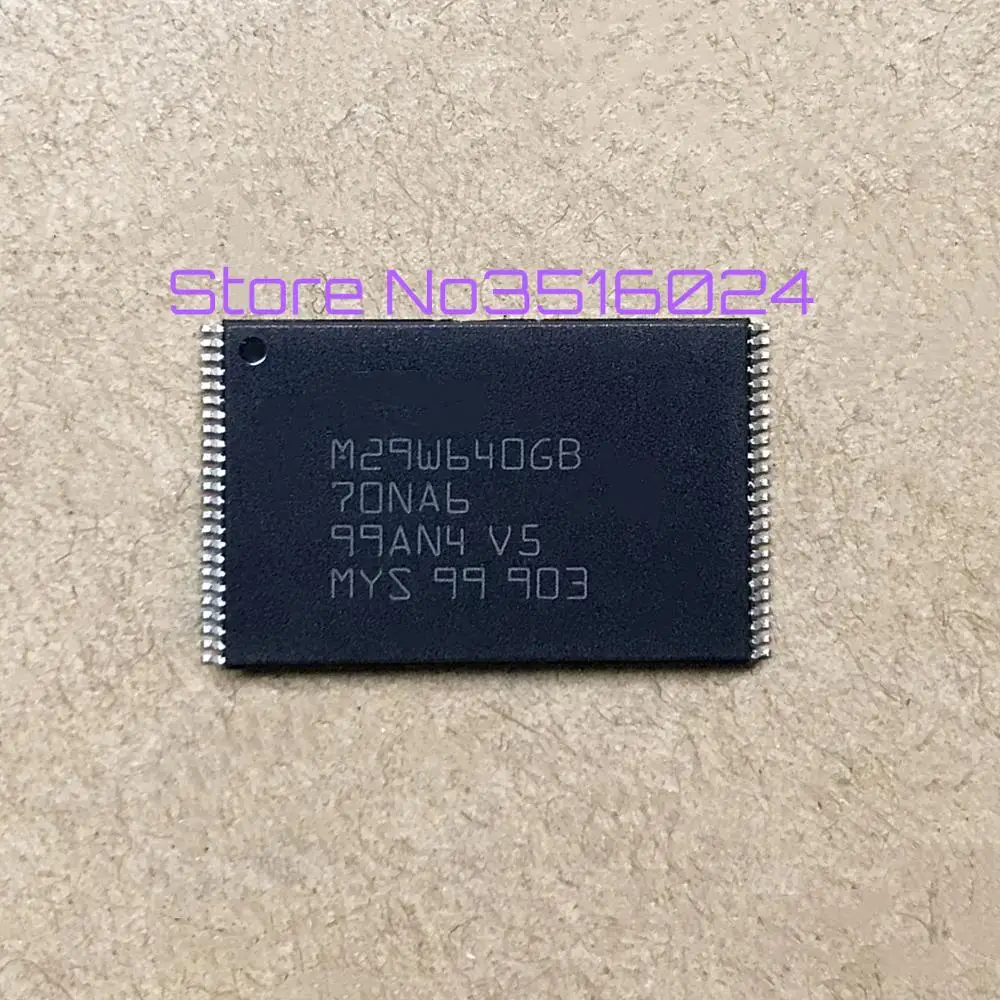 Store No3516024
M29W640GB
70NA6
99AN4 V5
MYS 99 903